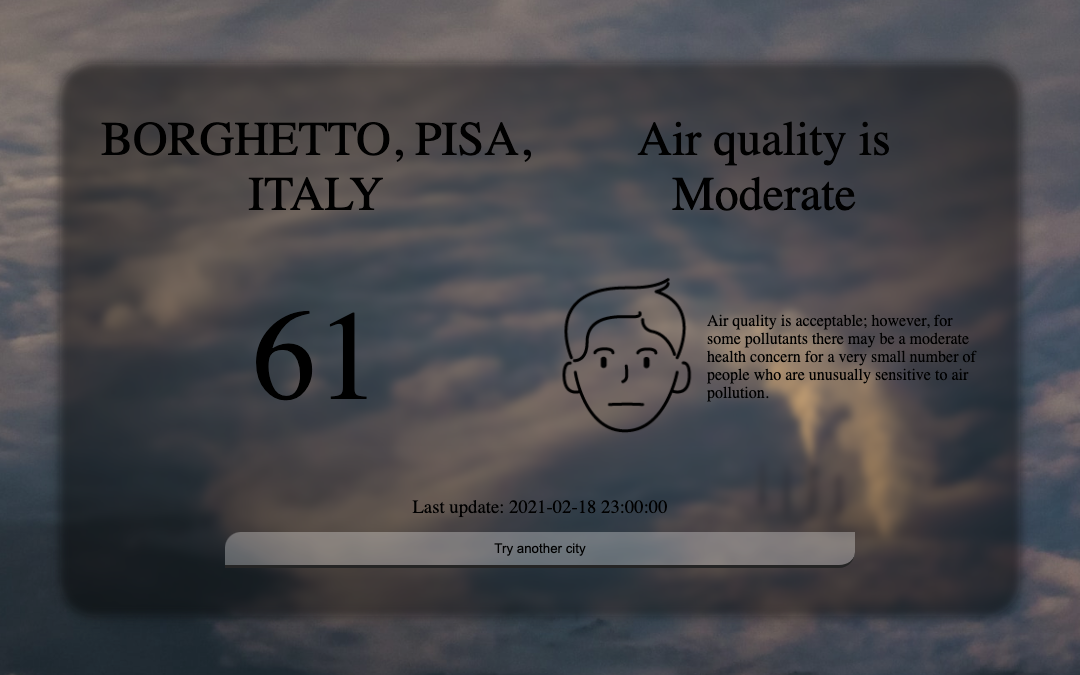 BORGHETTO, PISA,
ITALY
Air quality is
Moderate
61
Air quality is acceptable; however, for
some pollutants there may be a moderate
health concern for a very small number of
people who are unusually sensitive to air
pollution.
Last update: 2021-02-18 23:00:00
Try another city